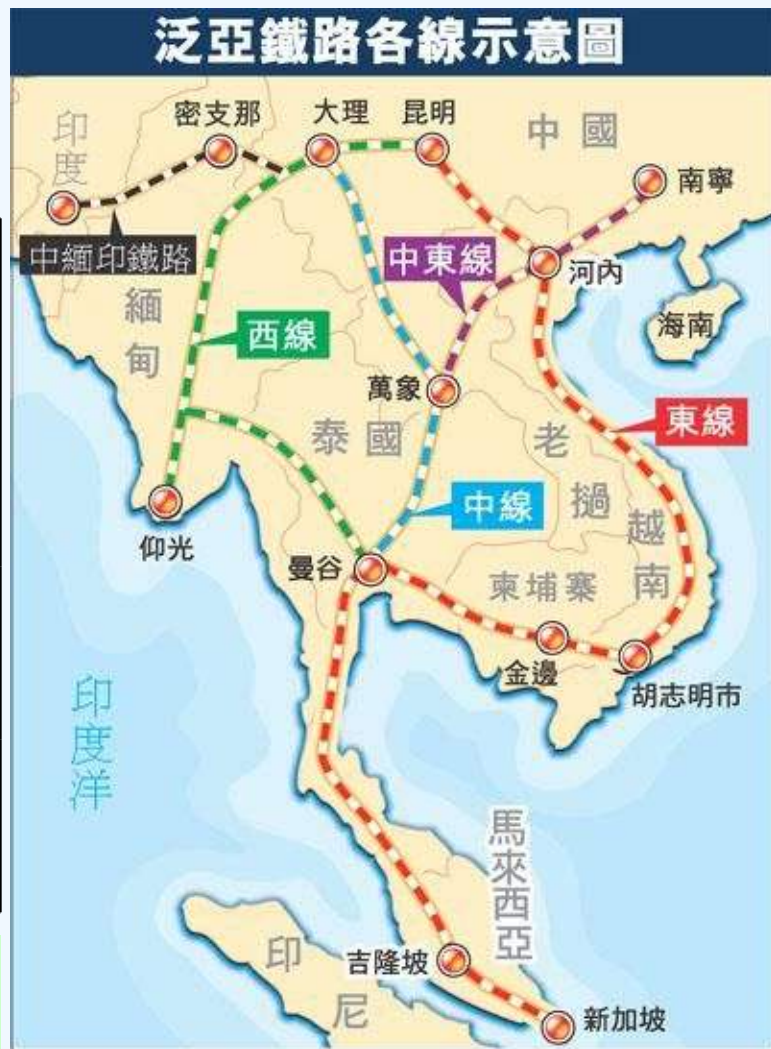 泛亞鐵路各線示意圖
印度
密支那
大理
昆明
中國
南寧
中緬印鐵路
中東線
河內
緬甸
西線
海南
萬象
泰國
老撾
東線
中線
越南
仰光
曼谷
柬埔寨
金邊
胡志明市
印度洋
馬來西亞
吉隆坡
印尼
新加坡